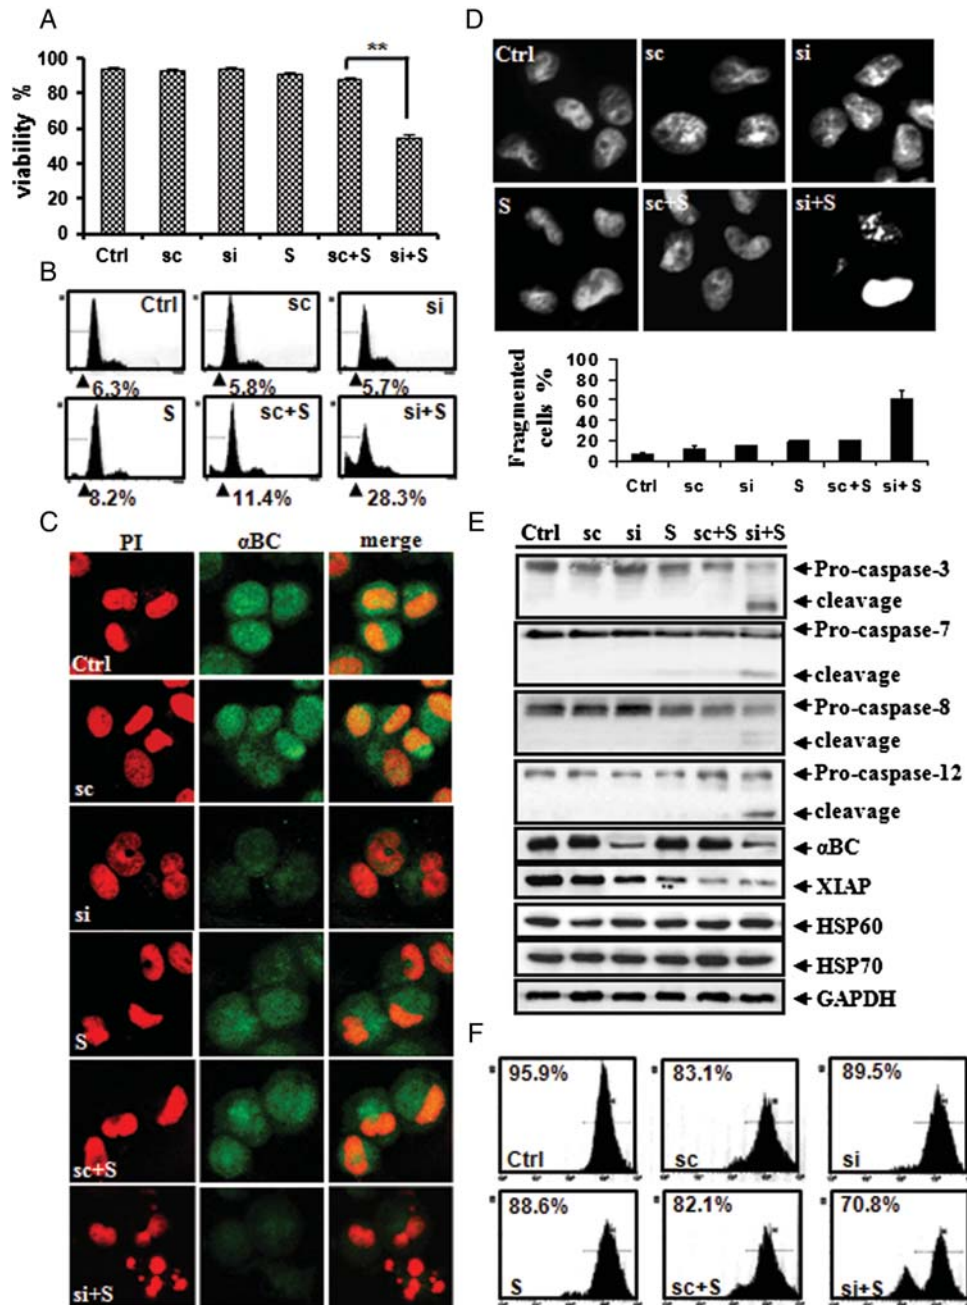 A
viability %
100
80
60
40
20
0
**
Ctrl sc si S sc+S si+S
B
Ctrl sc si
6.3% 5.8% 5.7%
S sc+S si+S
8.2% 11.4% 28.3%
C
PI αBC merge
Ctrl
sc
si
S
sc+S
si+S
D
Ctrl sc si
S sc+S si+S
Fragmented
cells %
100
80
60
40
20
0
Ctrl sc si S sc+S si+S
E
Ctrl sc si S sc+S si+S
Pro-caspase-3
cleavage
Pro-caspase-7
cleavage
Pro-caspase-8
cleavage
Pro-caspase-12
cleavage
αBC
XIAP
HSP60
HSP70
GAPDH
F
95.9% 83.1% 89.5%
Ctrl sc si
88.6% 82.1% 70.8%
S sc+S si+S